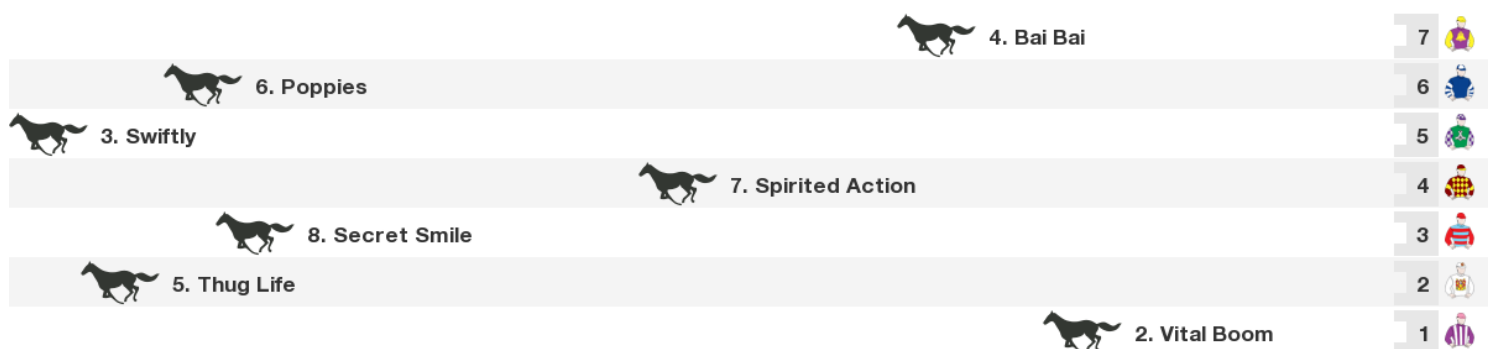 4. Bai Bai 7
6. Poppies 6
3. Swiftly 5
7. Spirited Action 4
8. Secret Smile 3
5. Thug Life 2
2. Vital Boom 1